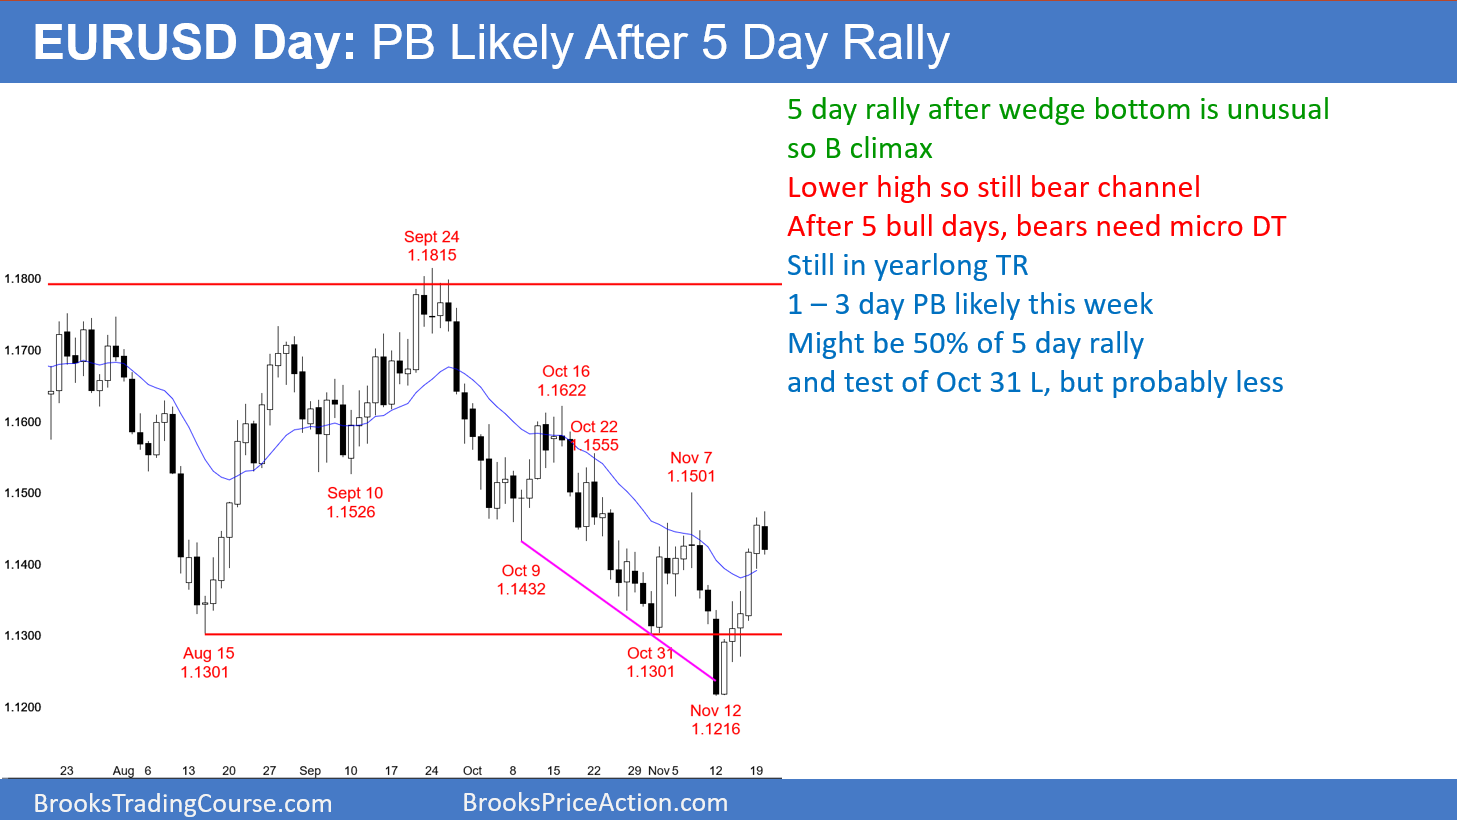 EURUSD Day: PB Likely After 5 Day Rally
5 day rally after wedge bottom is unusual
so B climax
Lower high so still bear channel
After 5 bull days, bears need micro DT
Still in yearlong TR
1 – 3 day PB likely this week
Might be 50% of 5 day rally
and test of Oct 31 L, but probably less
Sept 24
1.1815
1.1800
1.1700
Oct 16
1.1622
1.1600
Oct 22
1.1555
Nov 7
1.1501
1.1500
Sept 10
1.1526
Oct 9
1.1432
1.1400
1.1300
Aug 15
1.1301
Oct 31
1.1301
1.1200
Nov 12
1.1216
23 Aug 6 13 20 27 Sep 10 17 24 Oct 8 15 22 29 Nov 5 12 19
BrooksTradingCourse.com
BrooksPriceAction.com